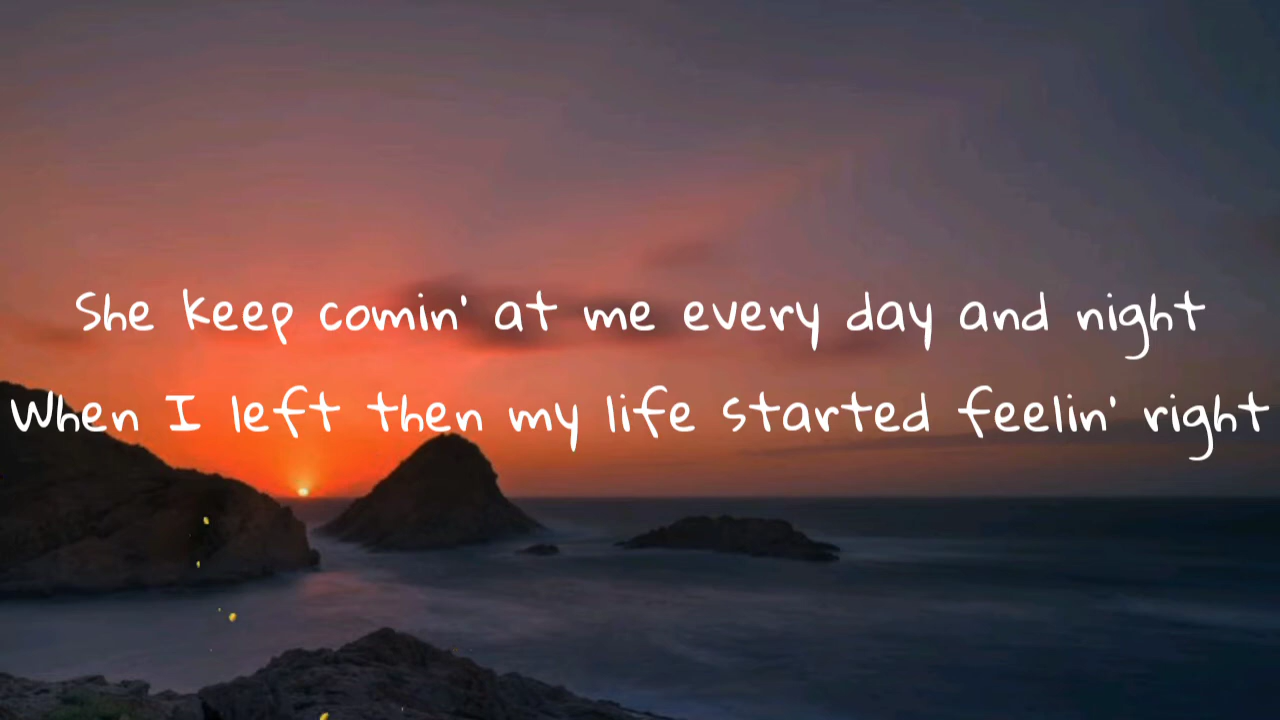 She keep comin' at me every day and night
When I left then my life started feelin' right